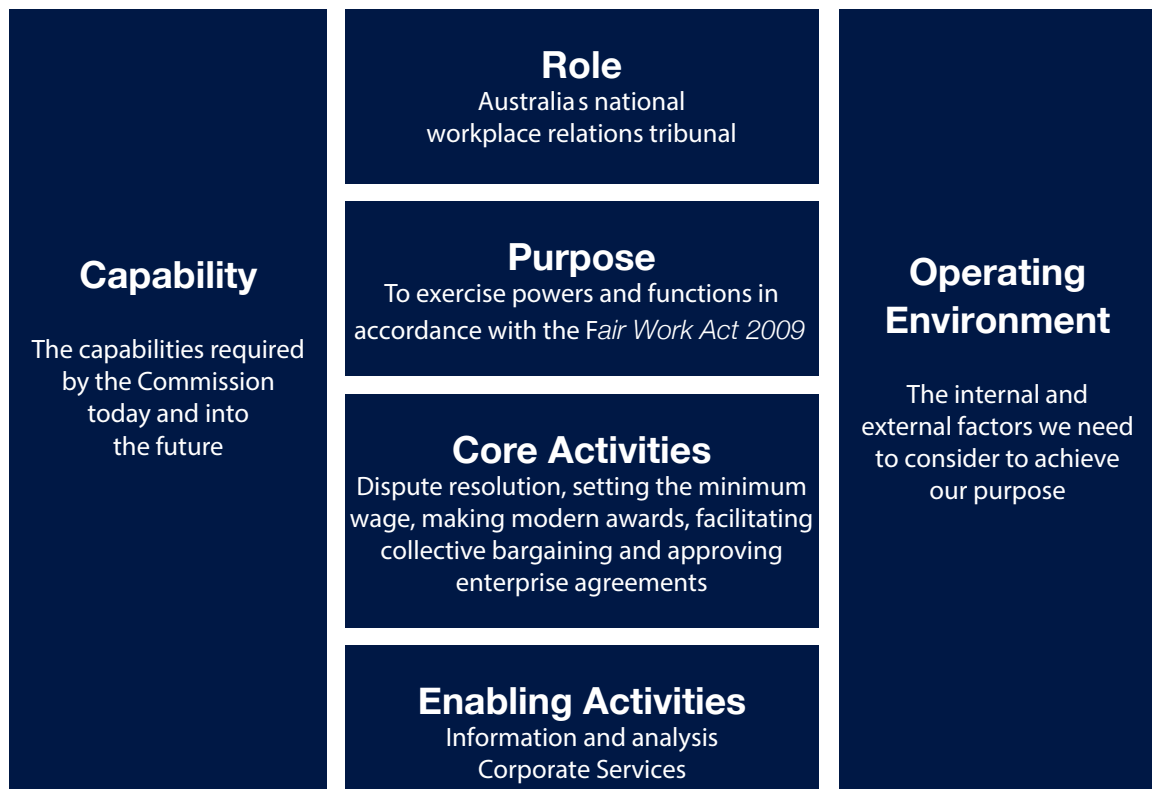 Capability
The capabilities required
by the Commission
today and into
the future
Role
Australia s national
workplace relations tribunal
Purpose
To exercise powers and functions in
accordance with the Fair Work Act 2009
Core Activities
Dispute resolution, setting the minimum
wage, making modern awards, facilitating
collective bargaining and approving
enterprise agreements
Enabling Activities
Information and analysis
Corporate Services
Operating
Environment
The internal and
external factors we need
to consider to achieve
our purpose